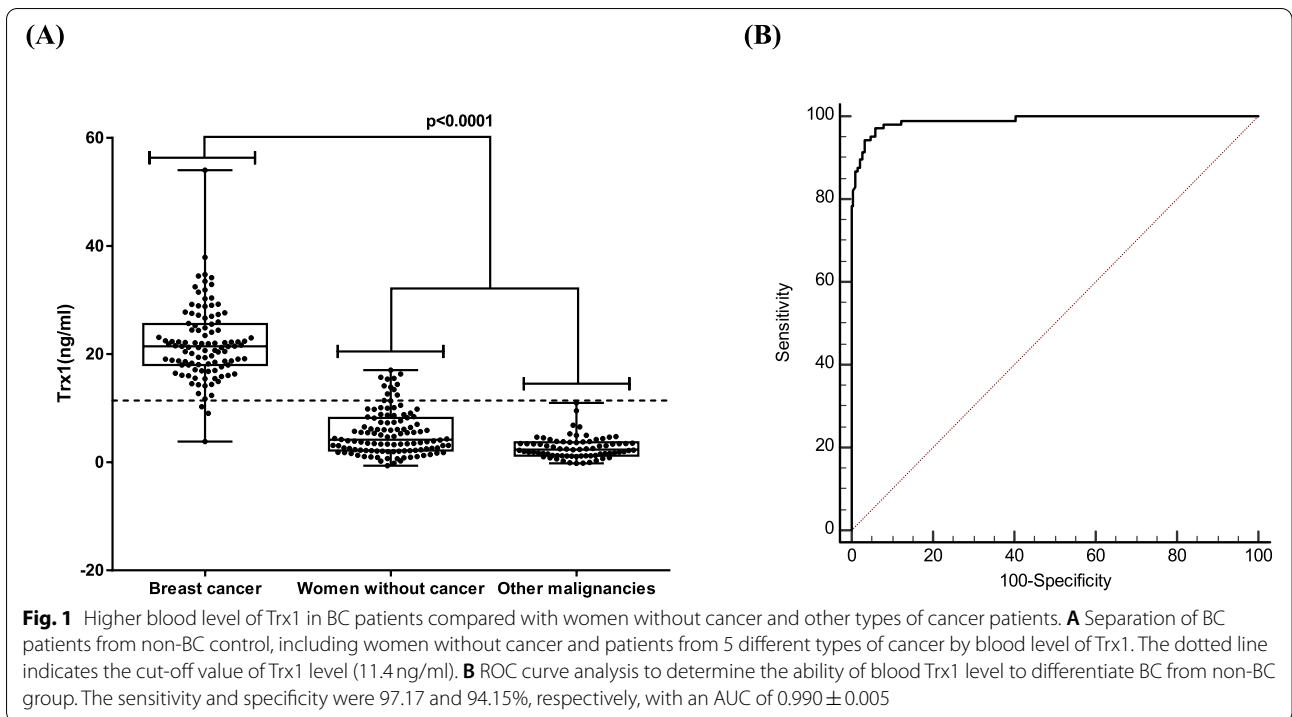 (A)
(B)
p<0.0001
60
40
20
0
-20
Trx1(ng/ml)
Breast cancer
Women without cancer
Other malignancies
100
80
60
40
20
0
Sensitivity
0
20
40
60
80
100
100-Specificity
Fig. 1 Higher blood level of Trx1 in BC patients compared with women without cancer and other types of cancer patients. A Separation of BC
patients from non-BC control, including women without cancer and patients from 5 different types of cancer by blood level of Trx1. The dotted line
indicates the cut-off value of Trx1 level (11.4 ng/ml). B ROC curve analysis to determine the ability of blood Trx1 level to differentiate BC from non-BC
group. The sensitivity and specificity were 97.17 and 94.15%, respectively, with an AUC of 0.990 ± 0.005